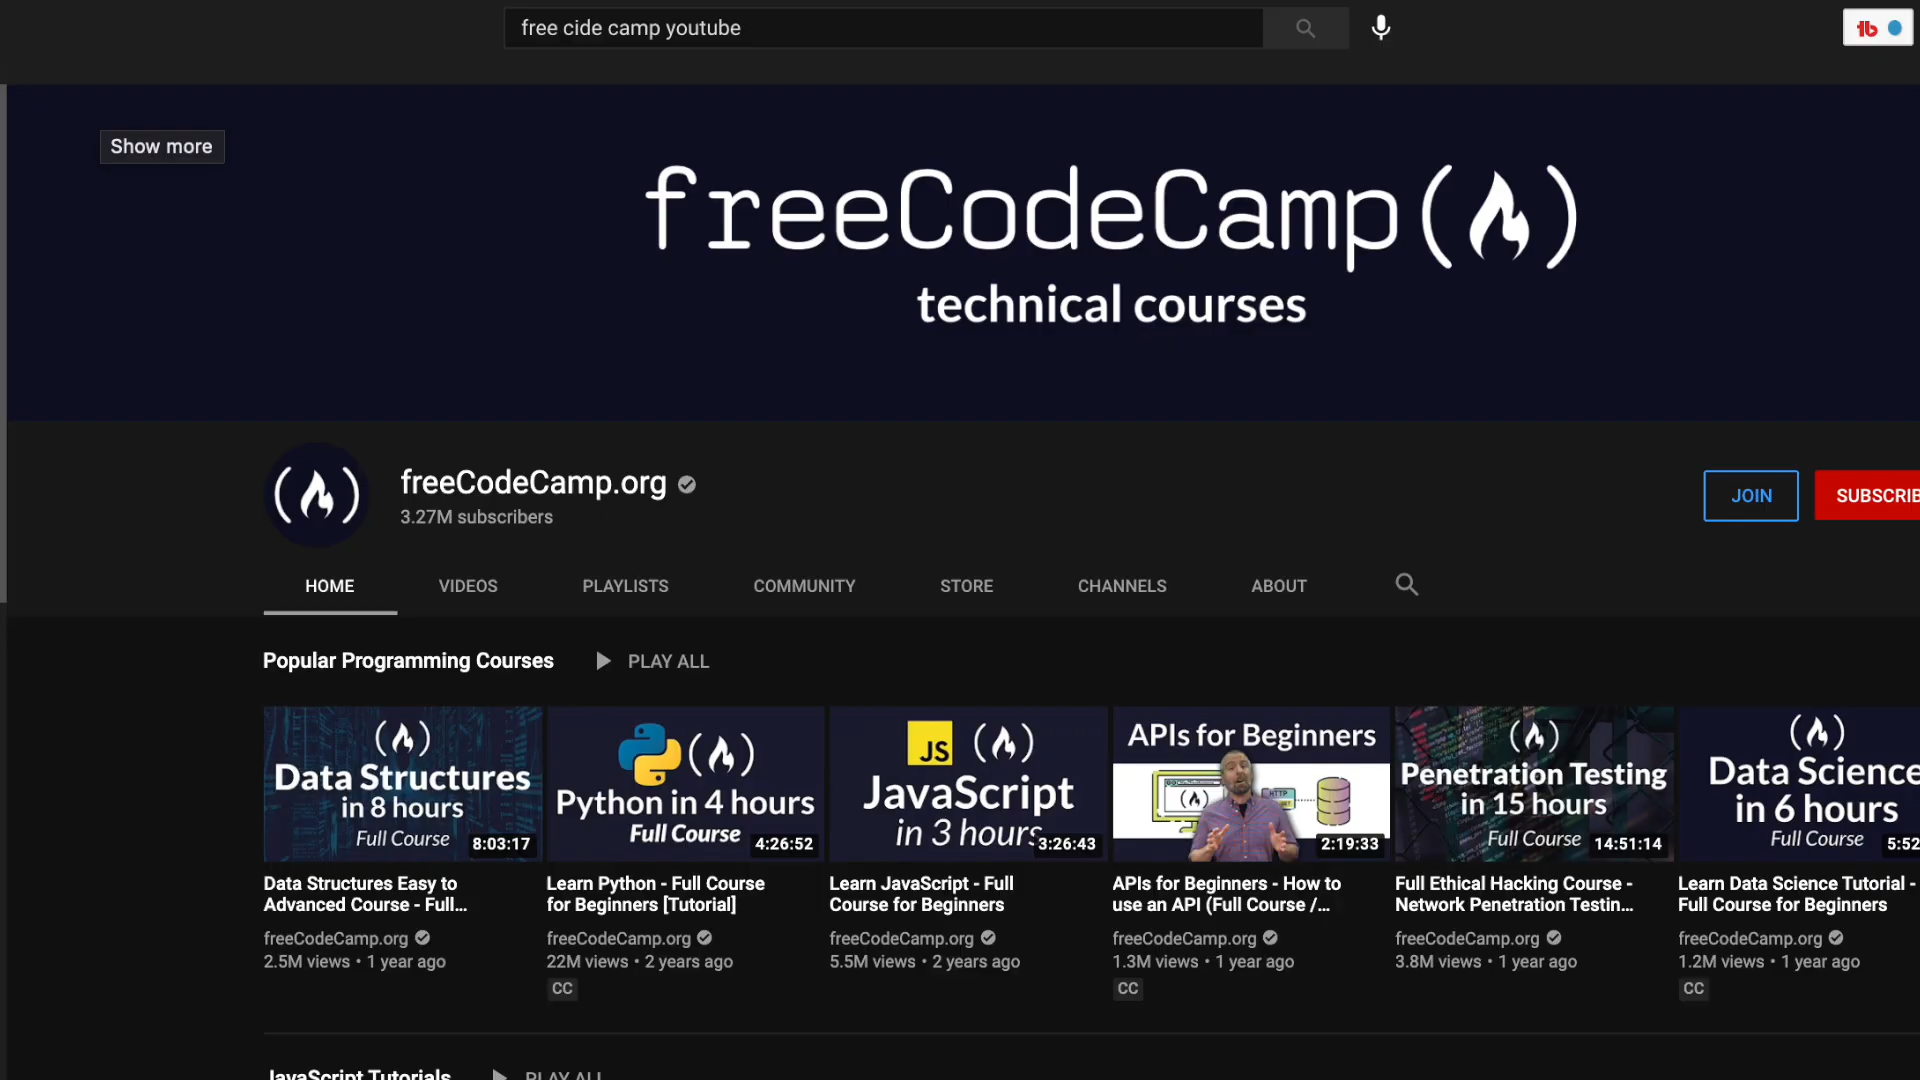 free cide camp youtube
tb
Show more
freeCodeCamp
technical courses
freeCodeCamp.org
3.27M subscribers
JOIN
SUBSCRIB
HOME VIDEOS PLAYLISTS COMMUNITY STORE CHANNELS ABOUT
Popular Programming Courses PLAY ALL
Data Structures
in 8 hours
Full Course
8:03:17
Python in 4 hours
Full Course
4:26:52
JS
JavaScript
in 3 hours
3:26:43
APIs for Beginners
HTTP
2:19:33
Penetration Testing
in 15 hours
Full Course
14:51:14
Data Science
in 6 hours
Full Course
5:52
Data Structures Easy to
Advanced Course - Full...
freeCodeCamp.org
2.5M views • 1 year ago
Learn Python - Full Course
for Beginners [Tutorial]
freeCodeCamp.org
22M views • 2 years ago
CC
Learn JavaScript - Full
Course for Beginners
freeCodeCamp.org
5.5M views • 2 years ago
APIs for Beginners - How to
use an API (Full Course /...
freeCodeCamp.org
1.3M views • 1 year ago
CC
Full Ethical Hacking Course -
Network Penetration Testin...
freeCodeCamp.org
3.8M views • 1 year ago
Learn Data Science Tutorial -
Full Course for Beginners
freeCodeCamp.org
1.2M views • 1 year ago
CC
JavaScript Tutorials PLAY ALL